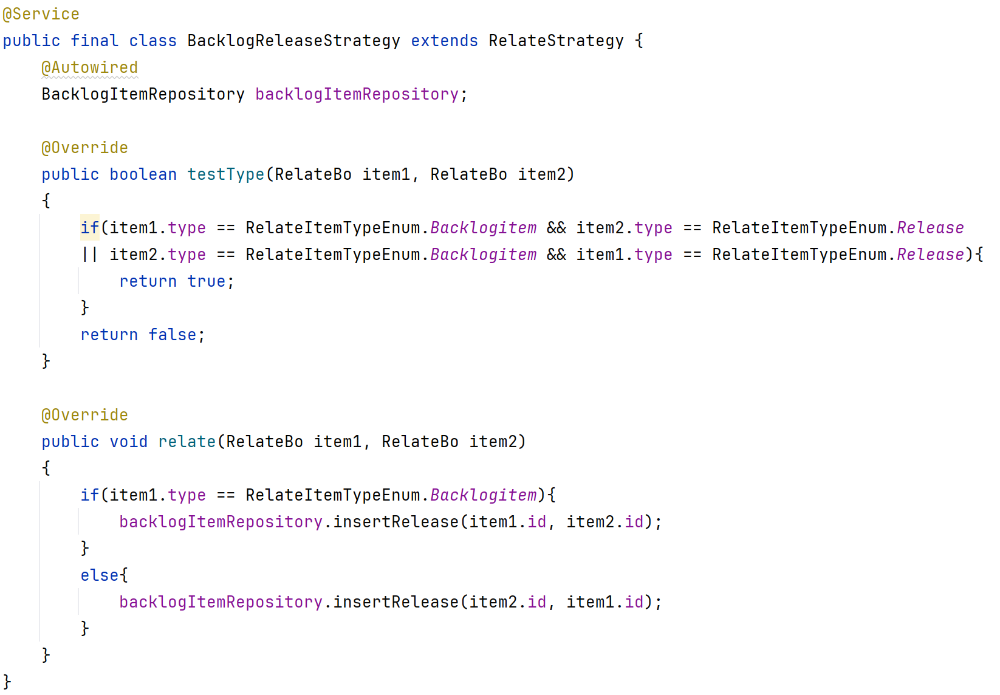 @Service
public final class BacklogReleaseStrategy extends RelateStrategy {
    @Autowired
    BacklogItemRepository backlogItemRepository;

    @Override
    public boolean testType(RelateBo item1, RelateBo item2)
    {
        if(item1.type == RelateItemTypeEnum.Backlogitem && item2.type == RelateItemTypeEnum.Release
        || item2.type == RelateItemTypeEnum.Backlogitem && item1.type == RelateItemTypeEnum.Release){
            return true;
        }
        return false;
    }

    @Override
    public void relate(RelateBo item1, RelateBo item2)
    {
        if(item1.type == RelateItemTypeEnum.Backlogitem){
            backlogItemRepository.insertRelease(item1.id, item2.id);
        }
        else{
            backlogItemRepository.insertRelease(item2.id, item1.id);
        }
    }
}